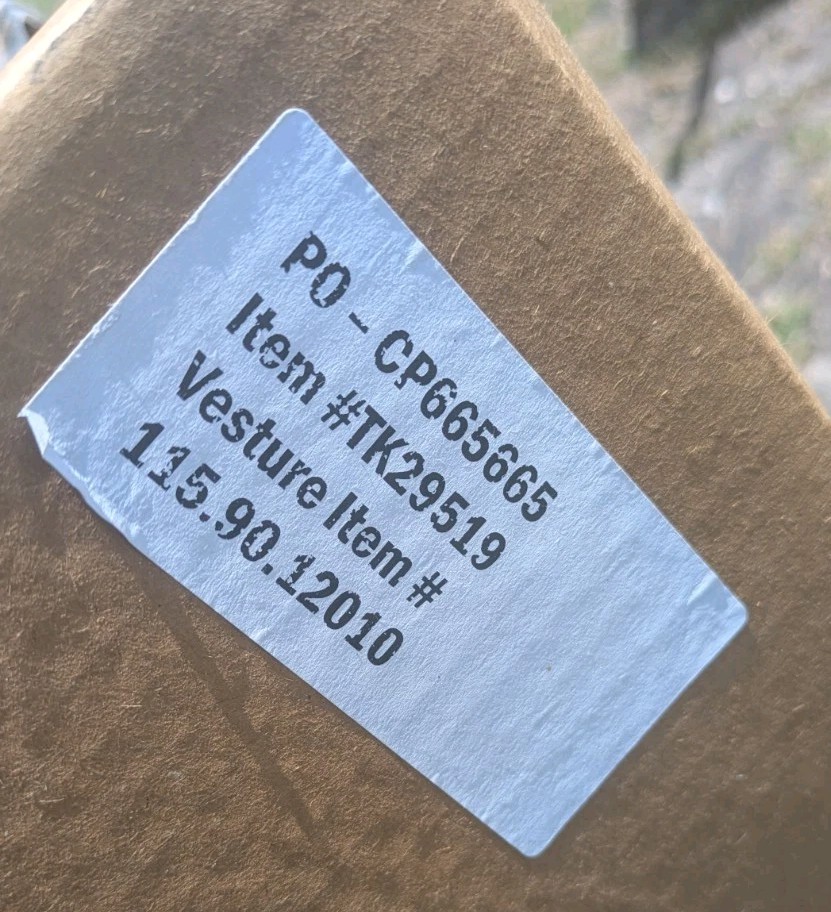 PO - CP665665
Item #TK29519
Vesture Item #
115.90.12010